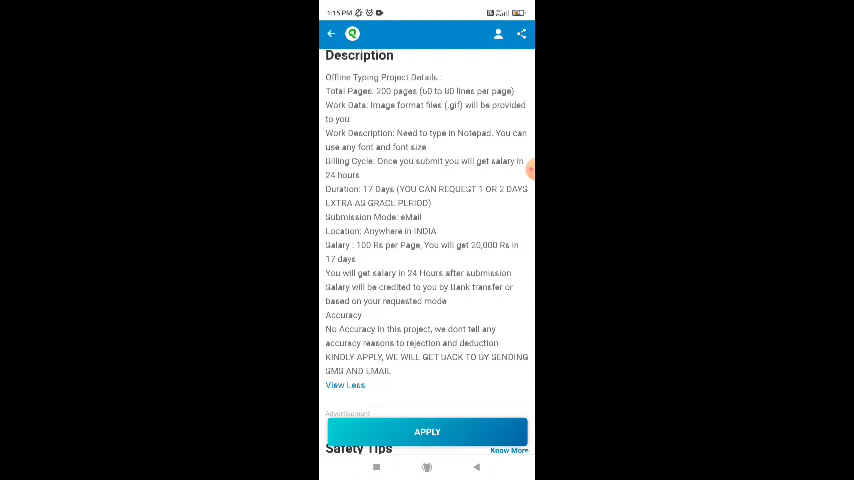 1:15 PM
Description
Offline Typing Project Details :
Total Pages: 200 pages (60 to 80 lines per page)
Work Data: Image format files (.gif) will be provided
to you
Work Description: Need to type in Notepad. You can
use any font and font size
Billing Cycle: Once you submit you will get salary in
24 hours
Duration: 17 Days (YOU CAN REQUEST 1 OR 2 DAYS
EXTRA AS GRACE PERIOD)
Submission Mode: eMail
Location: Anywhere in INDIA
Salary : 100 Rs per Page, You will get 20,000 Rs in
17 days
You will get salary in 24 Hours after submission
Salary will be credited to you by Bank transfer or
based on your requested mode
Accuracy
No Accuracy in this project, we dont tell any
accuracy reasons to rejection and deduction
KINDLY APPLY, WE WILL GET BACK TO BY SENDING
SMS AND EMAIL
View Less
Advertisement
APPLY
Safety Tips Know More